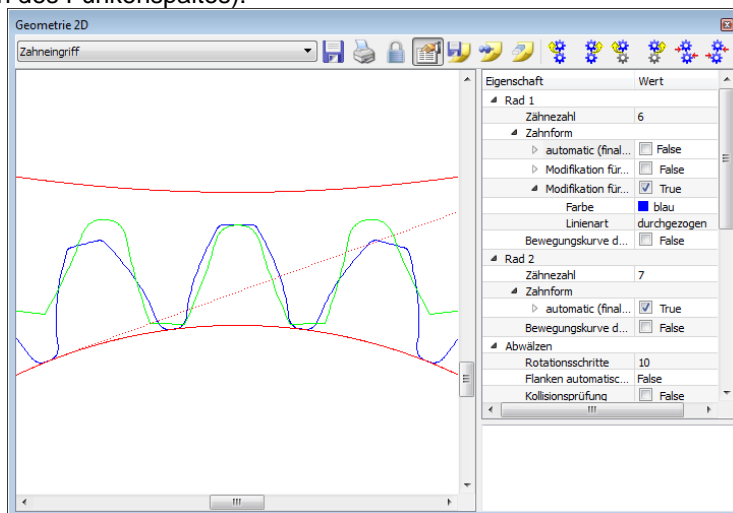 n des Funkenspaltes).
Geometrie 2D
Zahneingriff
Eigenschaft Wert
Rad 1
Zähnezahl 6
Zahnform
automatic (final... False
Modifikation für... False
Modifikation für... True
Farbe blau
Linienart durchgezogen
Bewegungskurve d... False
Rad 2
Zähnezahl 7
Zahnform
automatic (final... True
Bewegungskurve d... False
Abwälzen
Rotationsschritte 10
Flanken automatisc... False
Kollisionsprüfung False